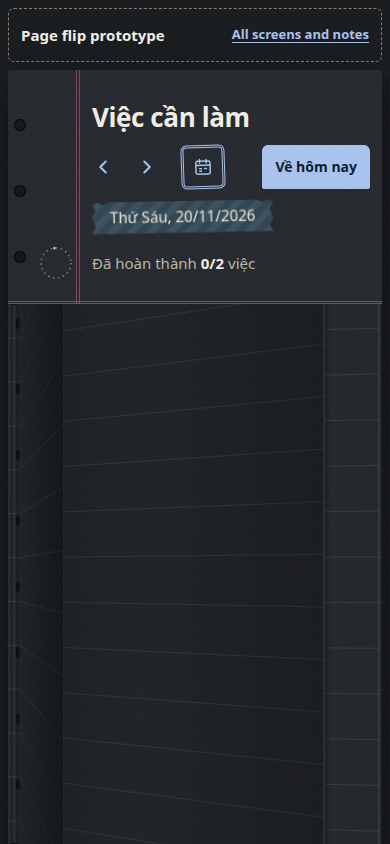 Page flip prototype
All screens and notes
Việc cần làm
Về hôm nay
Thứ Sáu, 20/11/2026
Đã hoàn thành 0/2 việc